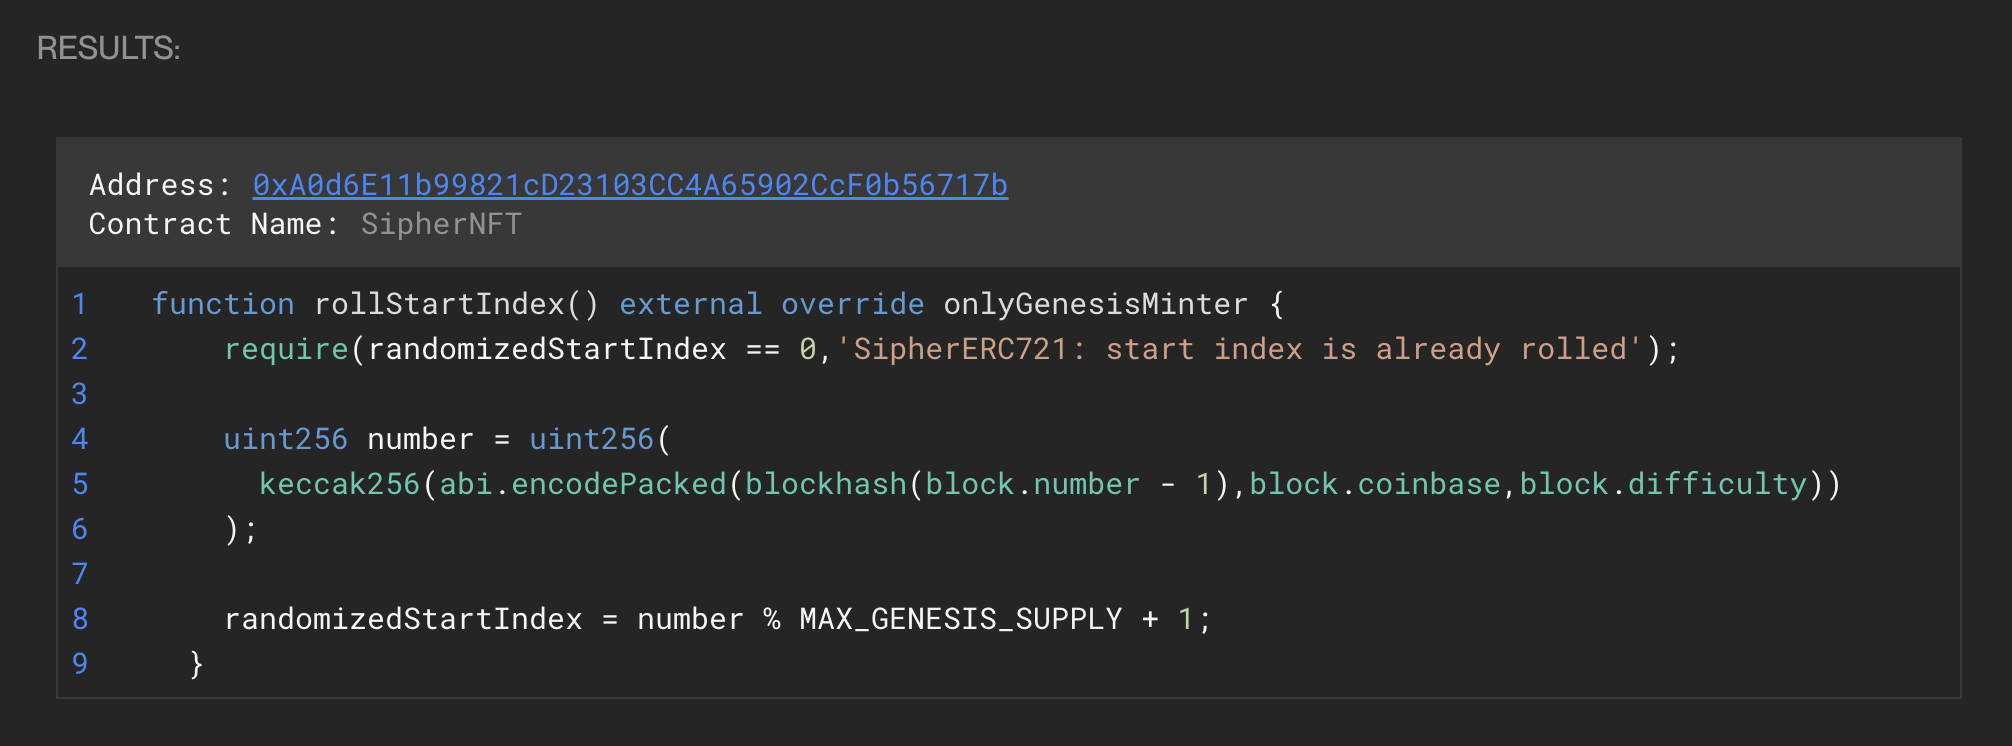 RESULTS:
Address: 0xA0d6E11b99821cD23103CC4A65902CcF0b56717b
Contract Name: SipherNFT
1 function rollStartIndex() external override onlyGenesisMinter {
2 require(randomizedStartIndex == 0,'SipherERC721: start index is already rolled');
3
4 uint256 number = uint256(
5 keccak256(abi.encodePacked(blockhash(block.number - 1),block.coinbase,block.difficulty))
6 );
7
8 randomizedStartIndex = number % MAX_GENESIS_SUPPLY + 1;
9 }